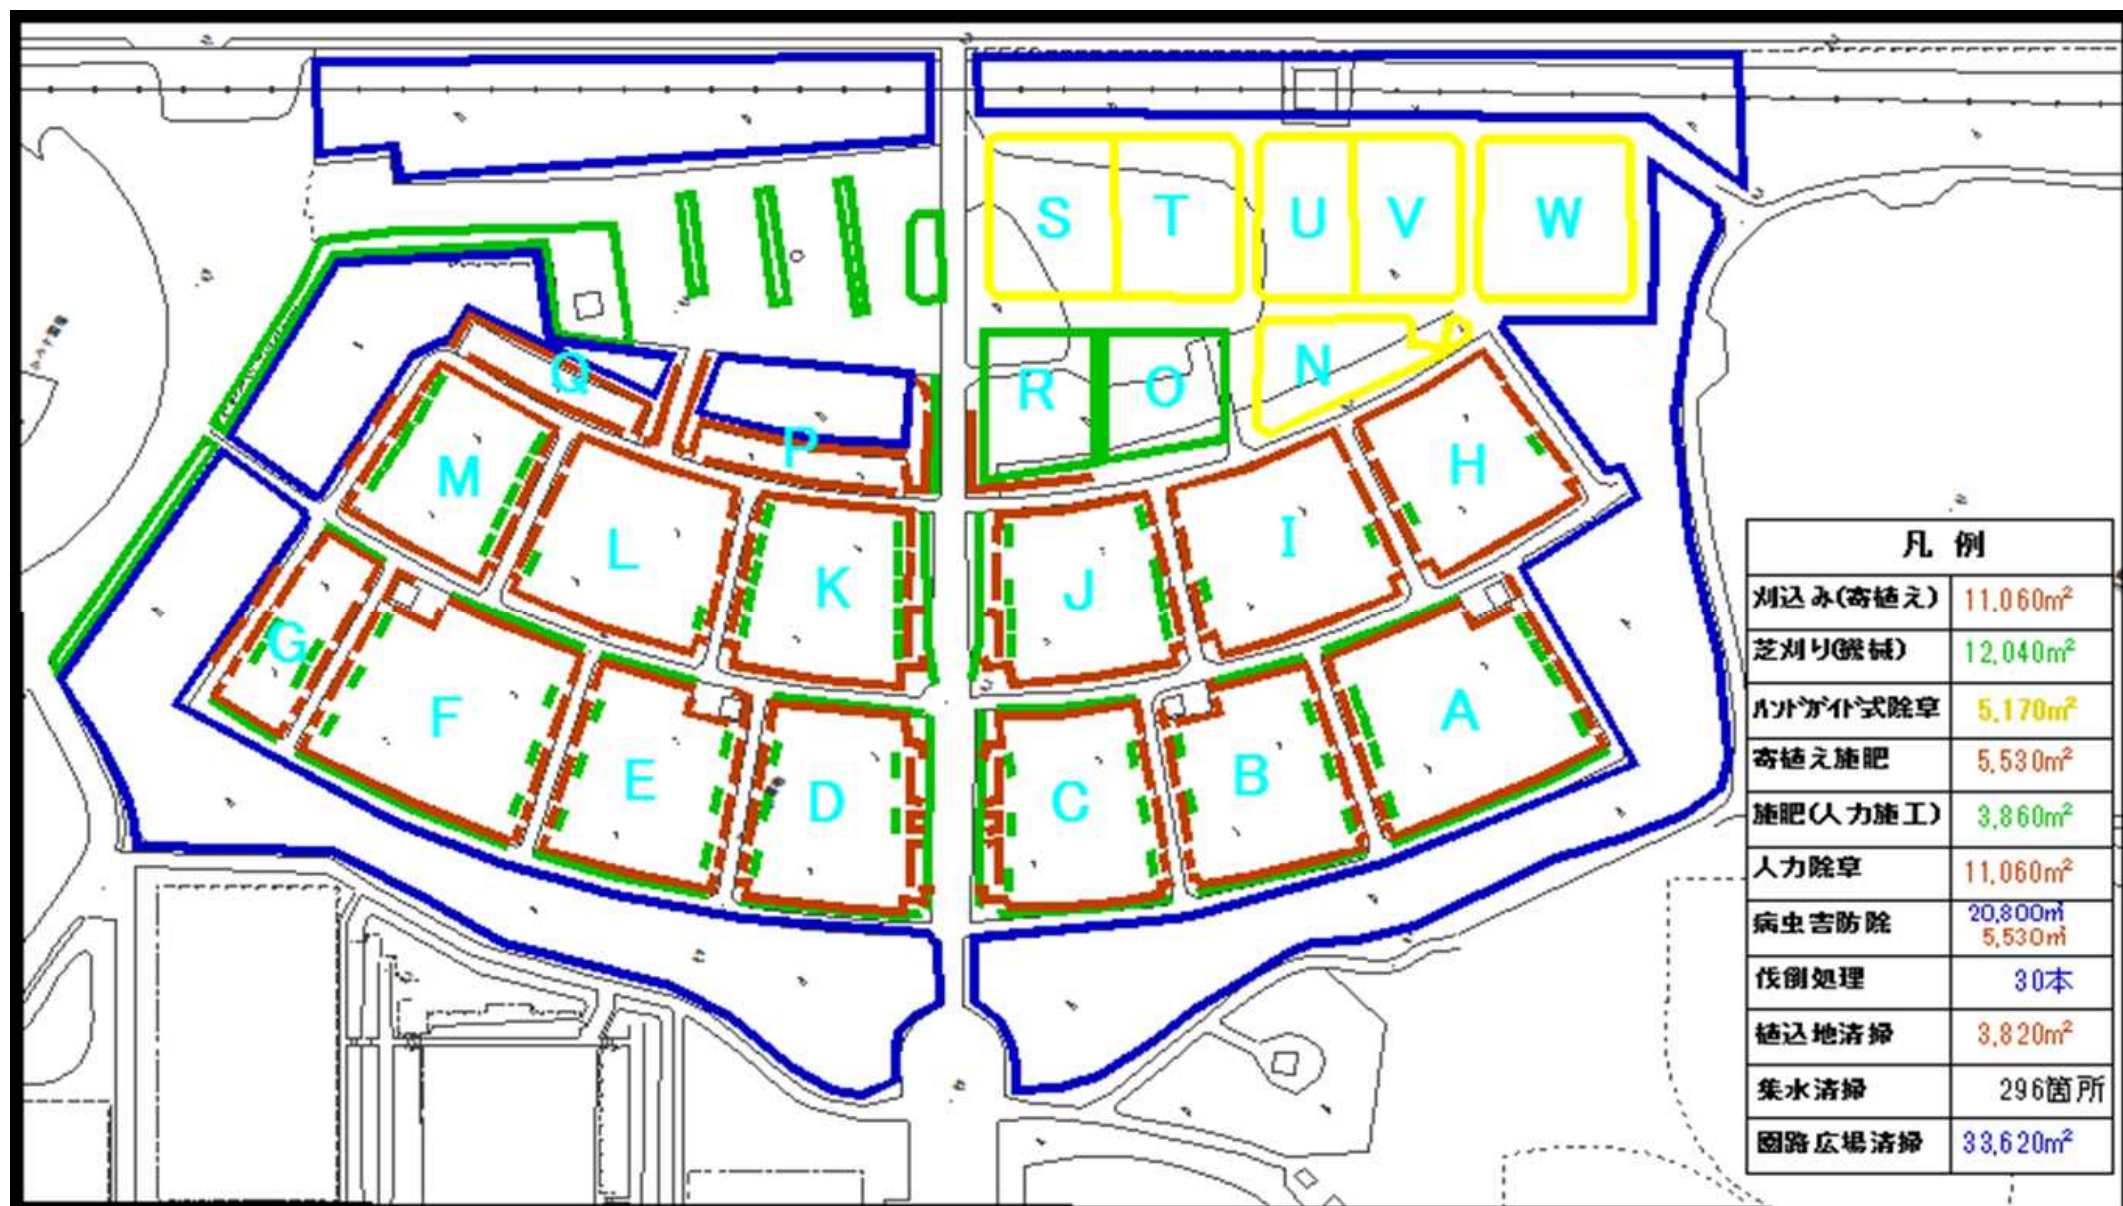 S T U V W
Q P R O N
M L K J I H
G F E D C B A
凡 例
刈込み(寄植え) 11.060m²
芝刈り(機械) 12,040m²
ハンドガイド式除草 5,170m²
寄植え施肥 5,530m²
施肥(人力施工) 3,860m²
人力除草 11,060m²
病虫害防除 20,800㎡
5,530㎡
伐倒処理 30本
植込地清掃 3,820m²
集水清掃 296箇所
園路広場清掃 33,620m²